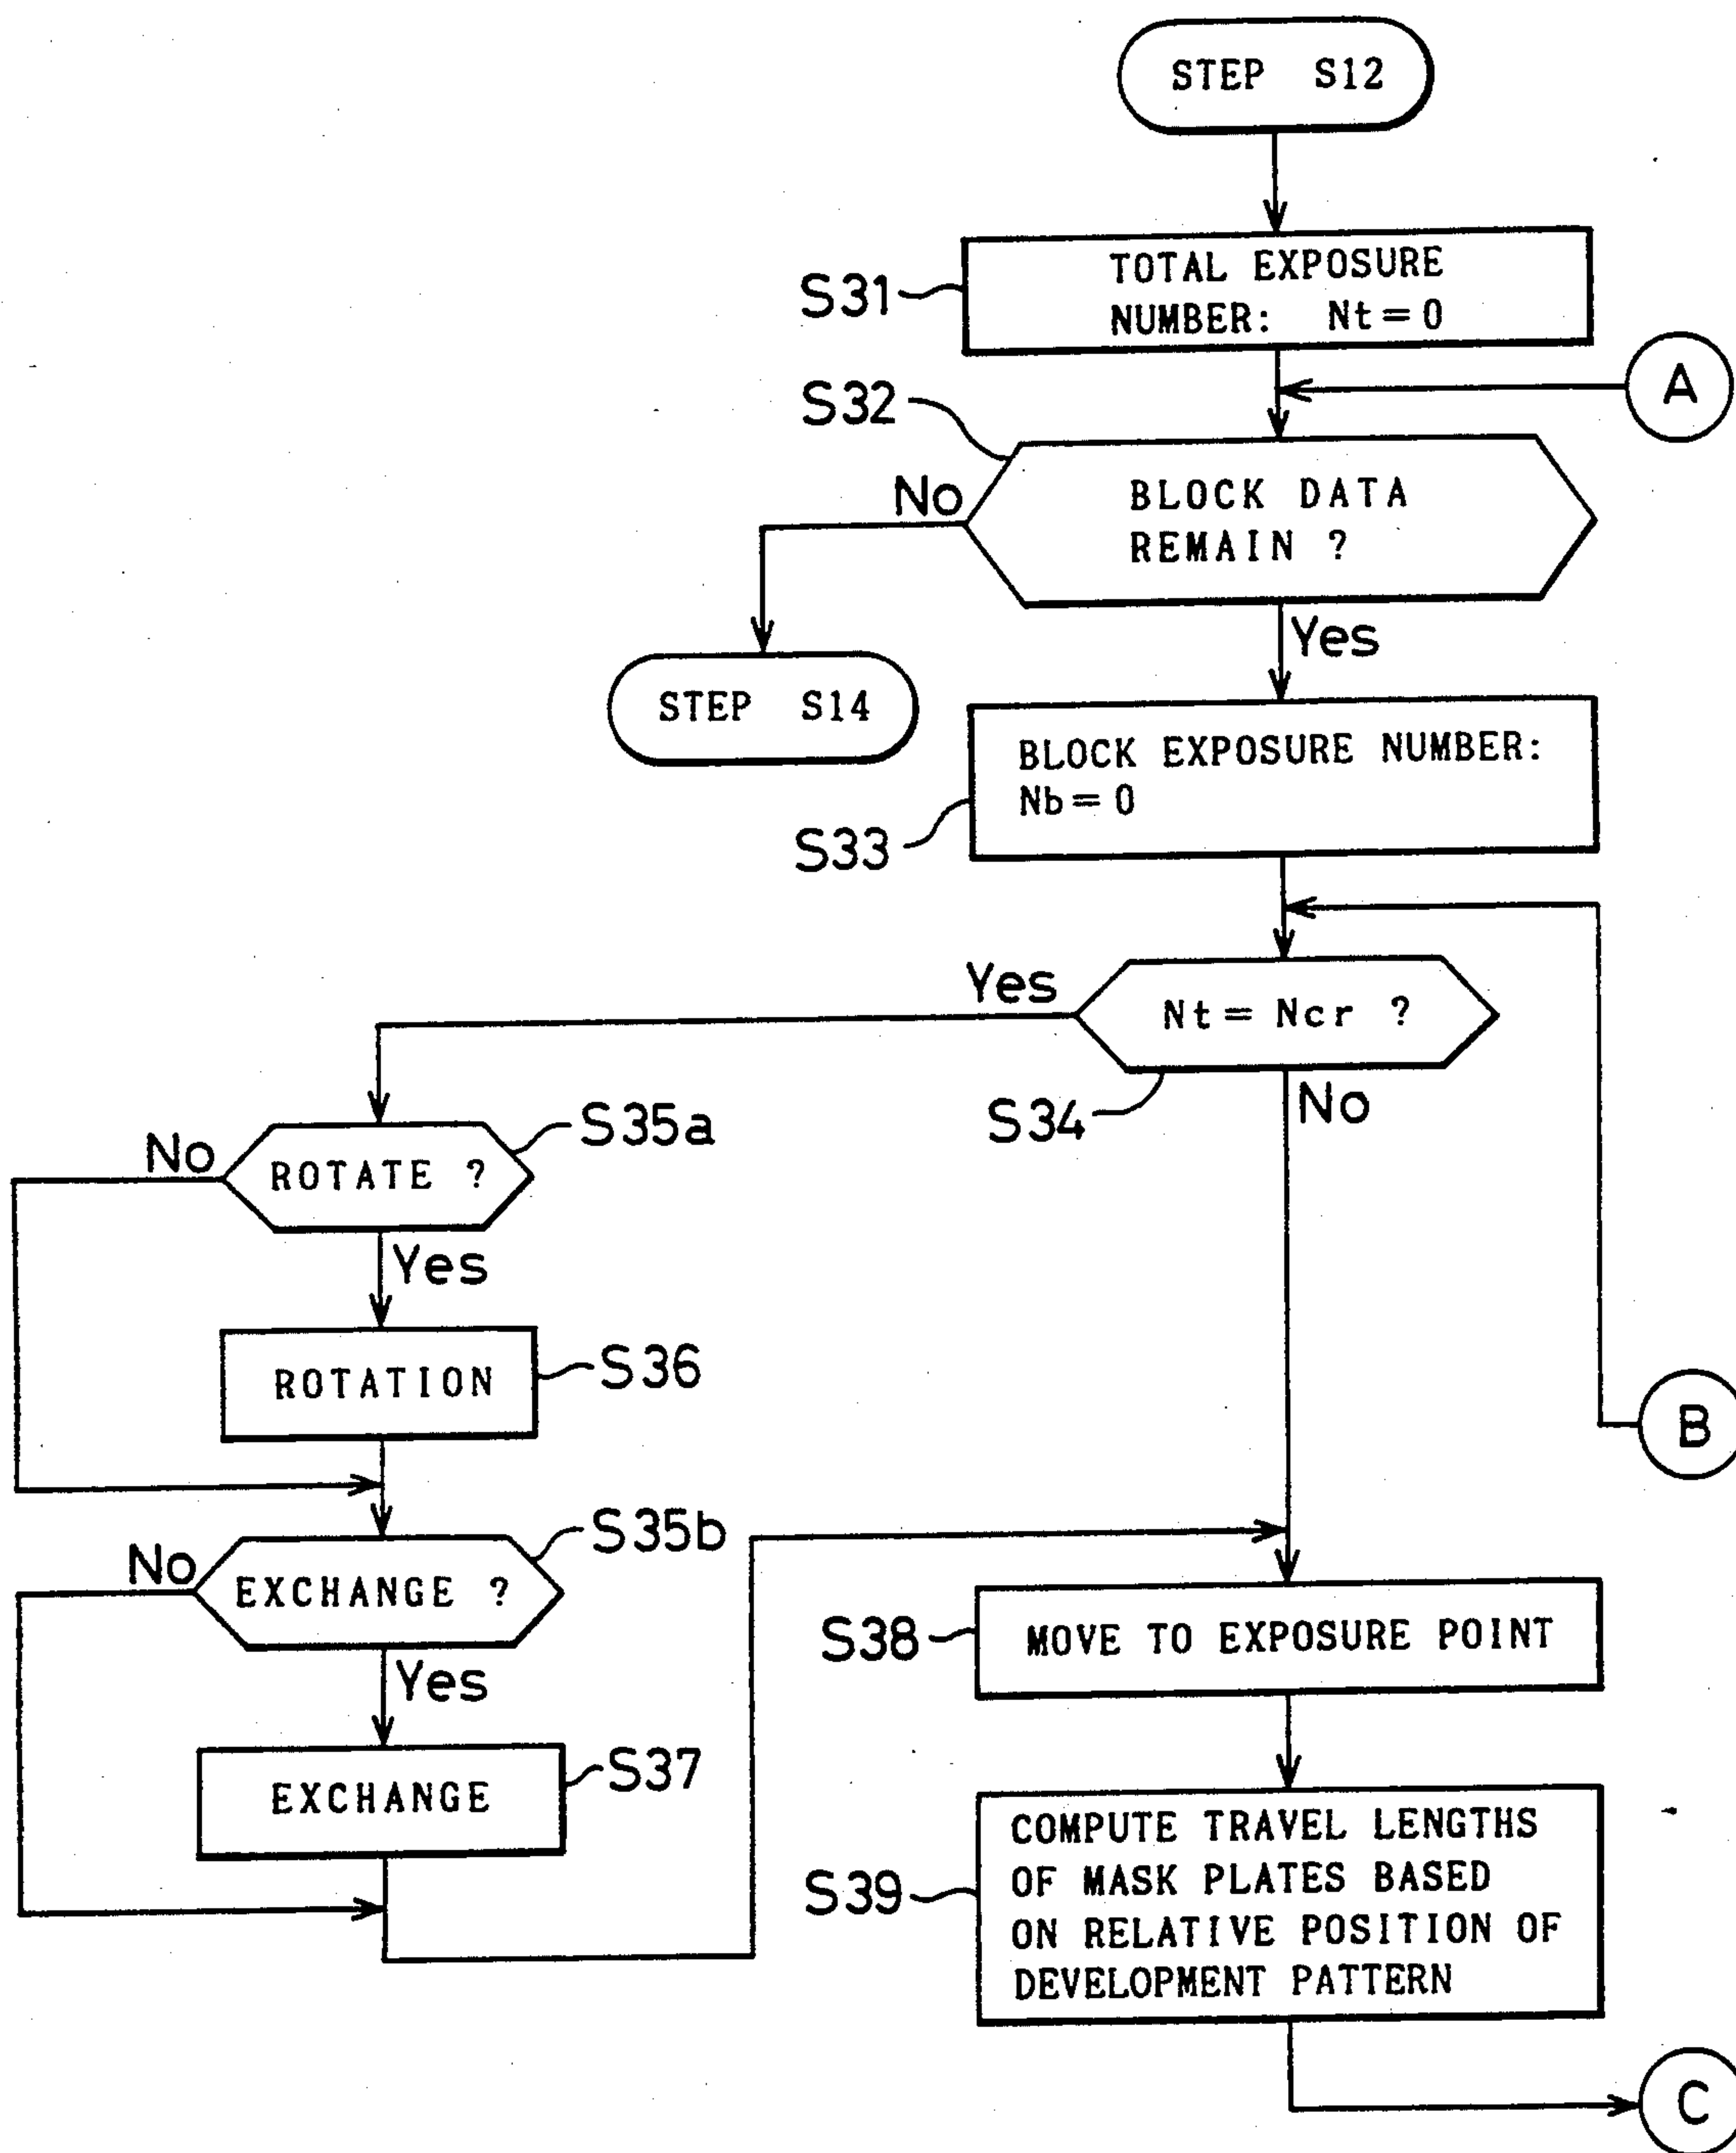 STEP S12
S31
TOTAL EXPOSURE
NUMBER: Nt=0
A
S32
No
BLOCK DATA
REMAIN ?
Yes
STEP S14
BLOCK EXPOSURE NUMBER:
Nb=0
S33
Yes
Nt=Ncr ?
S34
No
S35a
No
ROTATE ?
Yes
ROTATION
S36
B
S35b
No
EXCHANGE ?
Yes
S38
MOVE TO EXPOSURE POINT
EXCHANGE
S37
S39
COMPUTE TRAVEL LENGTHS
OF MASK PLATES BASED
ON RELATIVE POSITION OF
DEVELOPMENT PATTERN
C